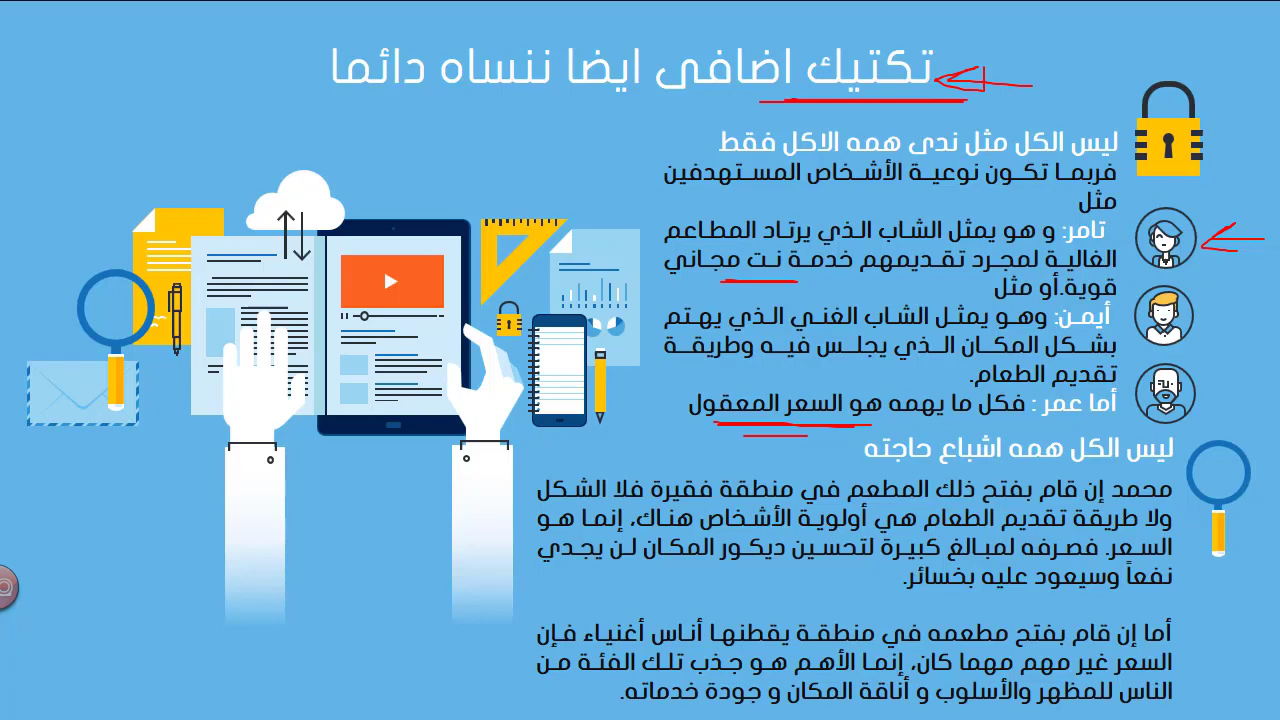 تكتيك اضافى ايضا ننساه دائما
ليس الكل مثل ندى همه الاكل فقط
فربما تكون نوعية الأشخاص المستهدفين
مثل
تامر: و هو يمثل الشاب الذي يرتاد المطاعم
الغالية لمجرد تقديمهم خدمة نت مجاني
قوية.أو مثل
أيمن: وهو يمثل الشاب الغني الذي يهتم
بشكل المكان الذي يجلس فيه وطريقة
تقديم الطعام.
أما عمر : فكل ما يهمه هو السعر المعقول
ليس الكل همه اشباع حاجته
محمد إن قام بفتح ذلك المطعم في منطقة فقيرة فلا الشكل
ولا طريقة تقديم الطعام هي أولوية الأشخاص هناك، إنما هو
السعر. فصرفه لمبالغ كبيرة لتحسين ديكور المكان لن يجدي
نفعاً وسيعود عليه بخسائر.
أما إن قام بفتح مطعمه في منطقة يقطنها أناس أغنياء فإن
السعر غير مهم مهما كان، إنما الأهم هو جذب تلك الفئة من
الناس للمظهر والأسلوب و أناقة المكان و جودة خدماته.